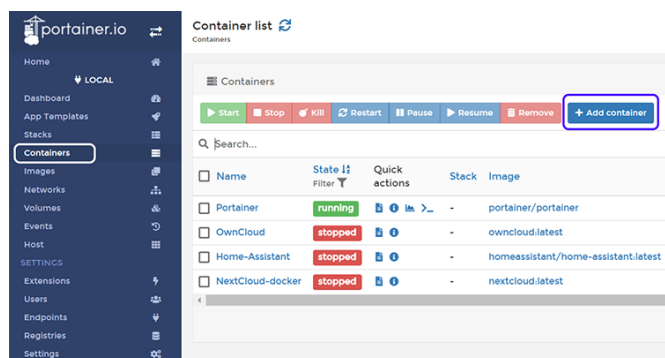 portainer.io
Home
LOCAL
Dashboard
App Templates
Stacks
Containers
Images
Networks
Volumes
Events
Host
SETTINGS
Extensions
Users
Endpoints
Registries
Settings
Container list
Containers
Containers
Start Stop Kill Restart Pause Resume Remove + Add container
Search...
Name State Filter Quick actions Stack Image
Portainer running - portainer/portainer
OwnCloud stopped - owncloud:latest
Home-Assistant stopped - homeassistant/home-assistant:latest
NextCloud-docker stopped - nextcloud:latest